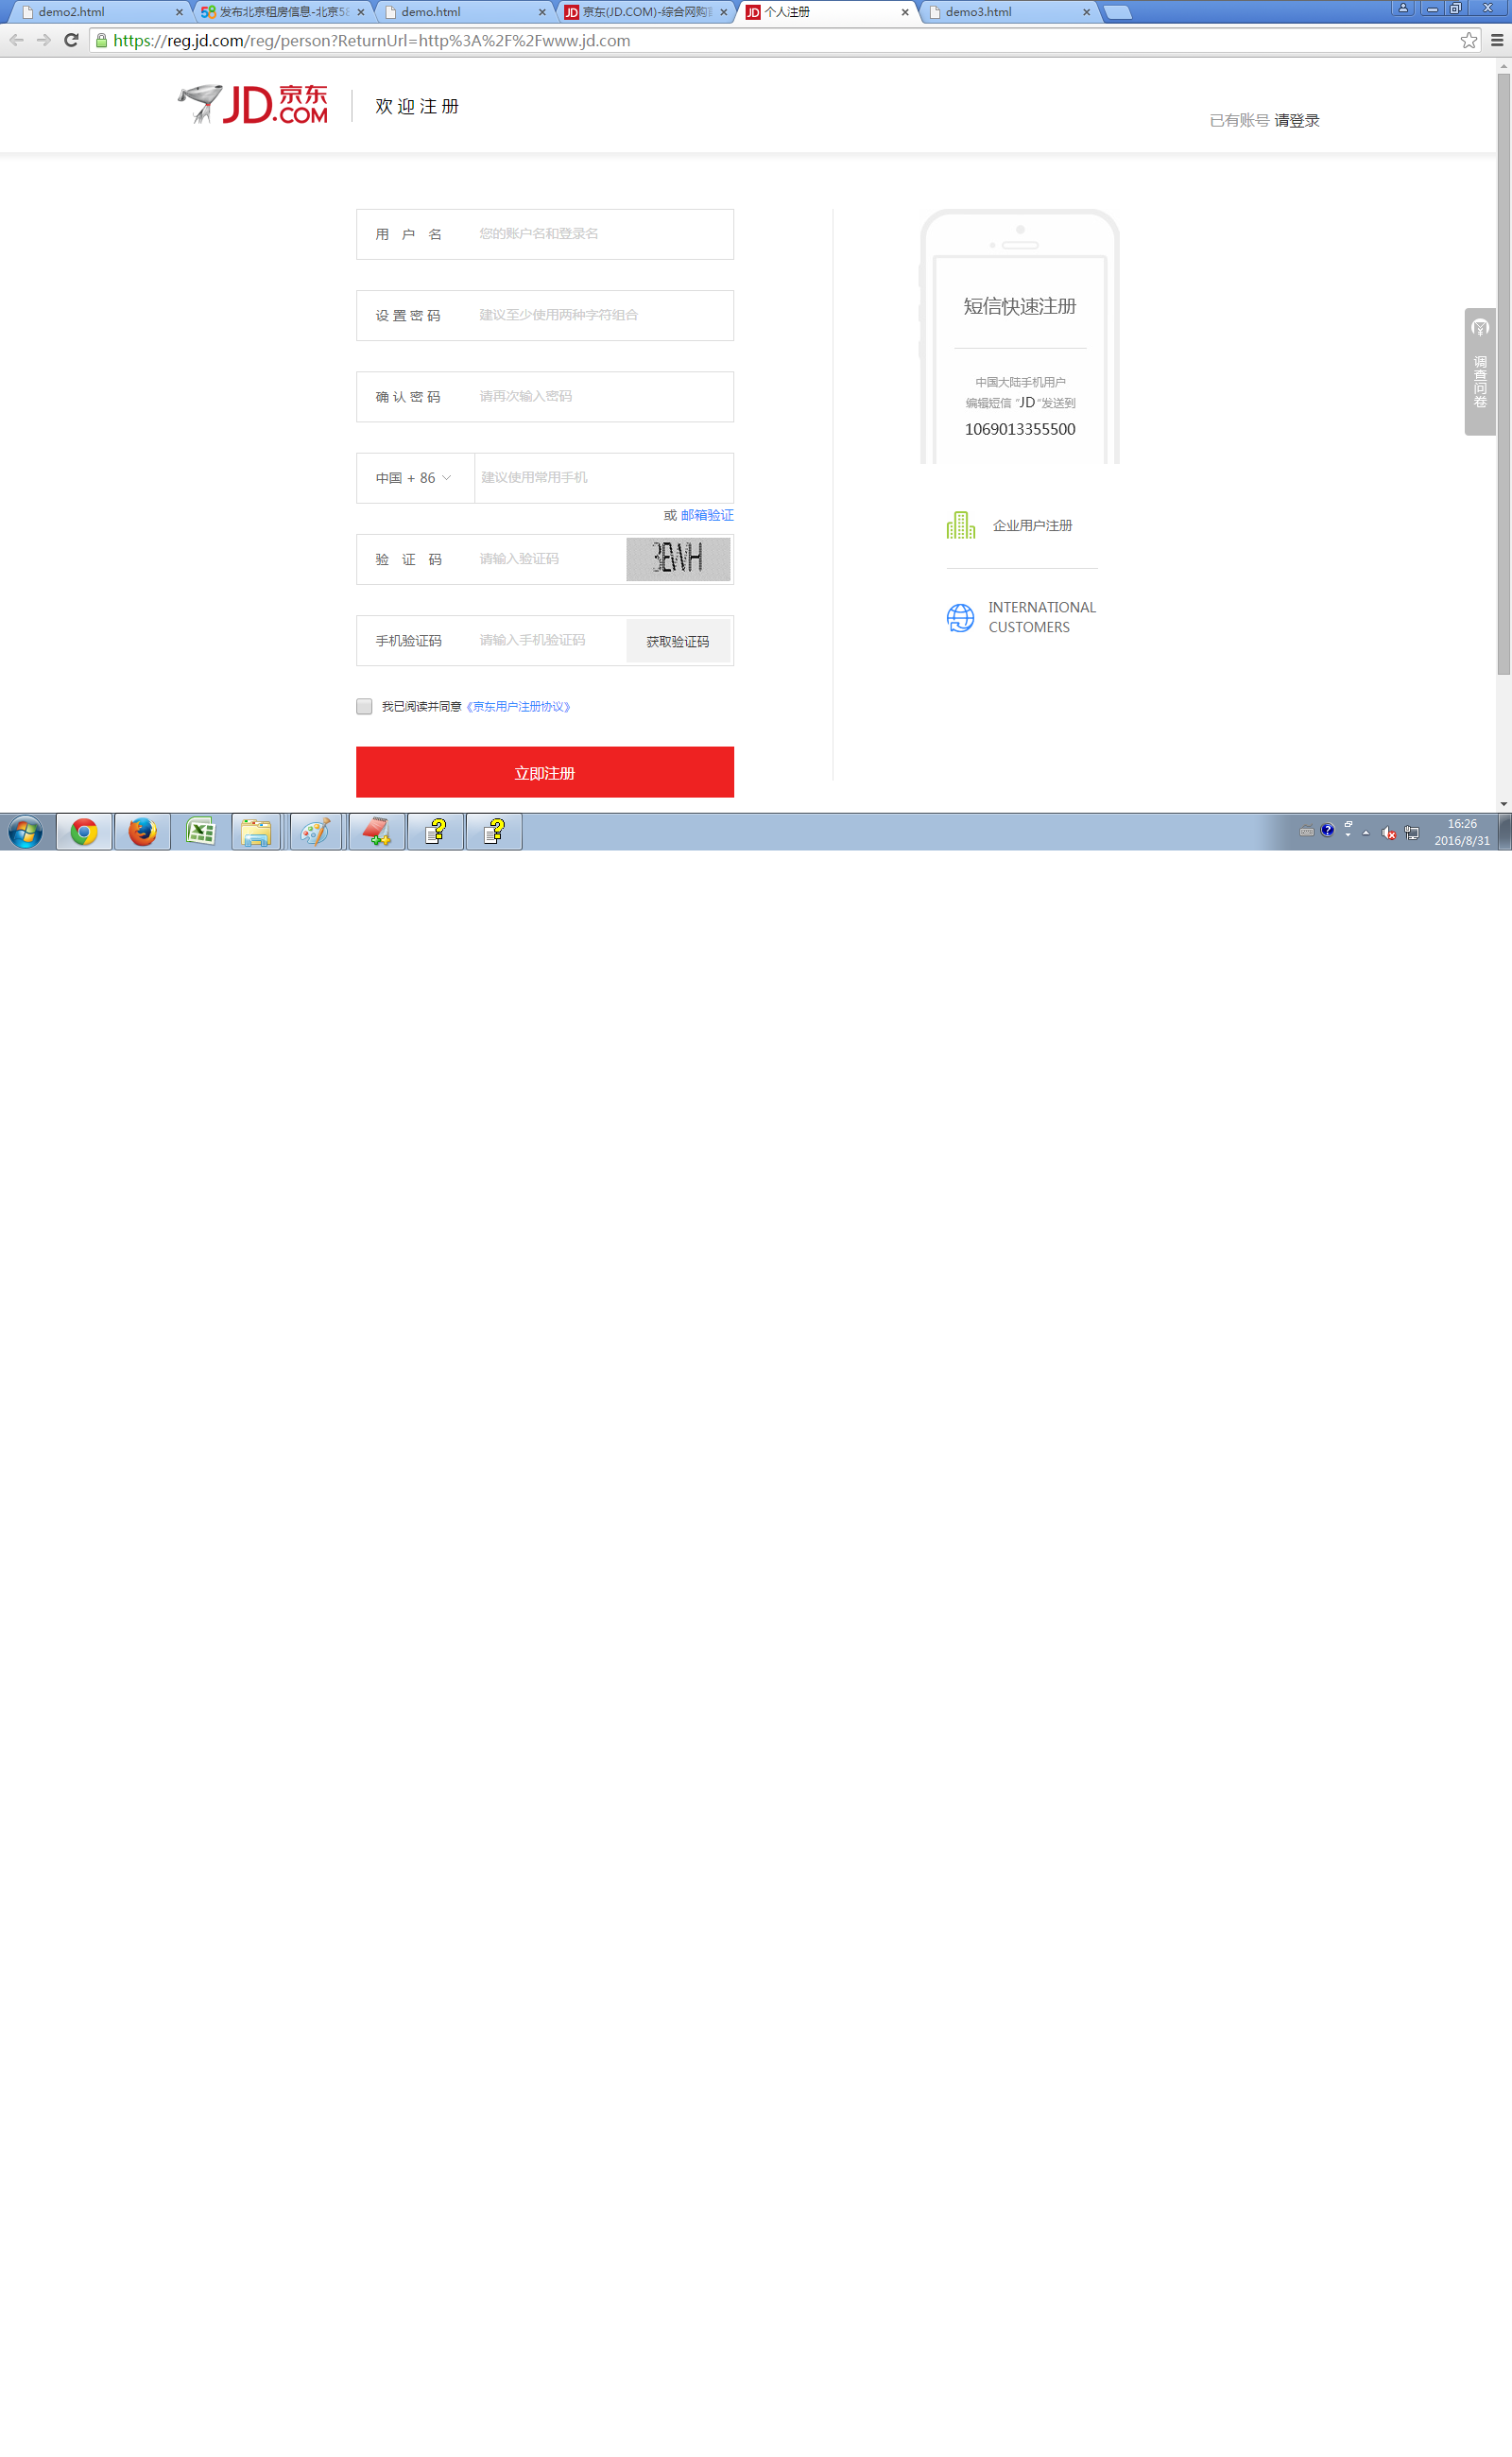 demo2.html
58 发布北京租房信息-北京58
demo.html
JD 京东(JD.COM)-综合网购
JD 个人注册
demo3.html
https://reg.jd.com/reg/person?ReturnUrl=http%3A%2F%2Fwww.jd.com
JD 京东 .COM
欢迎注册
已有账号 请登录
用 户 名 您的账户名和登录名
设 置 密 码 建议至少使用两种字符组合
确 认 密 码 请再次输入密码
中国 + 86 建议使用常用手机
或 邮箱验证
验 证 码 请输入验证码 3EWH
手机验证码 请输入手机验证码 获取验证码
我已阅读并同意《京东用户注册协议》
立即注册
短信快速注册
中国大陆手机用户
编辑短信 “JD”发送到
1069013355500
企业用户注册
INTERNATIONAL
CUSTOMERS
调查问卷
16:26
2016/8/31